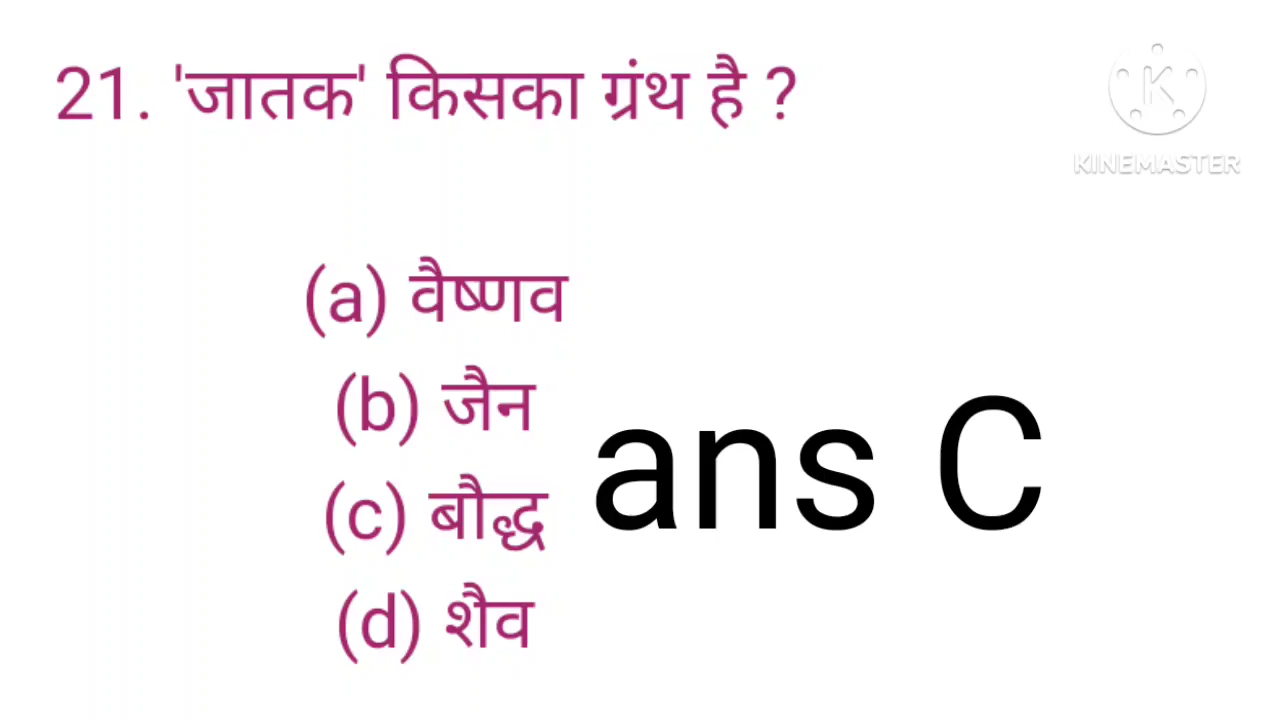 21. 'जातक' किसका ग्रंथ है ?
K
KINEMASTER
(a) वैष्णव
(b) जैन
(c) बौद्ध
ans C
(d) शैव